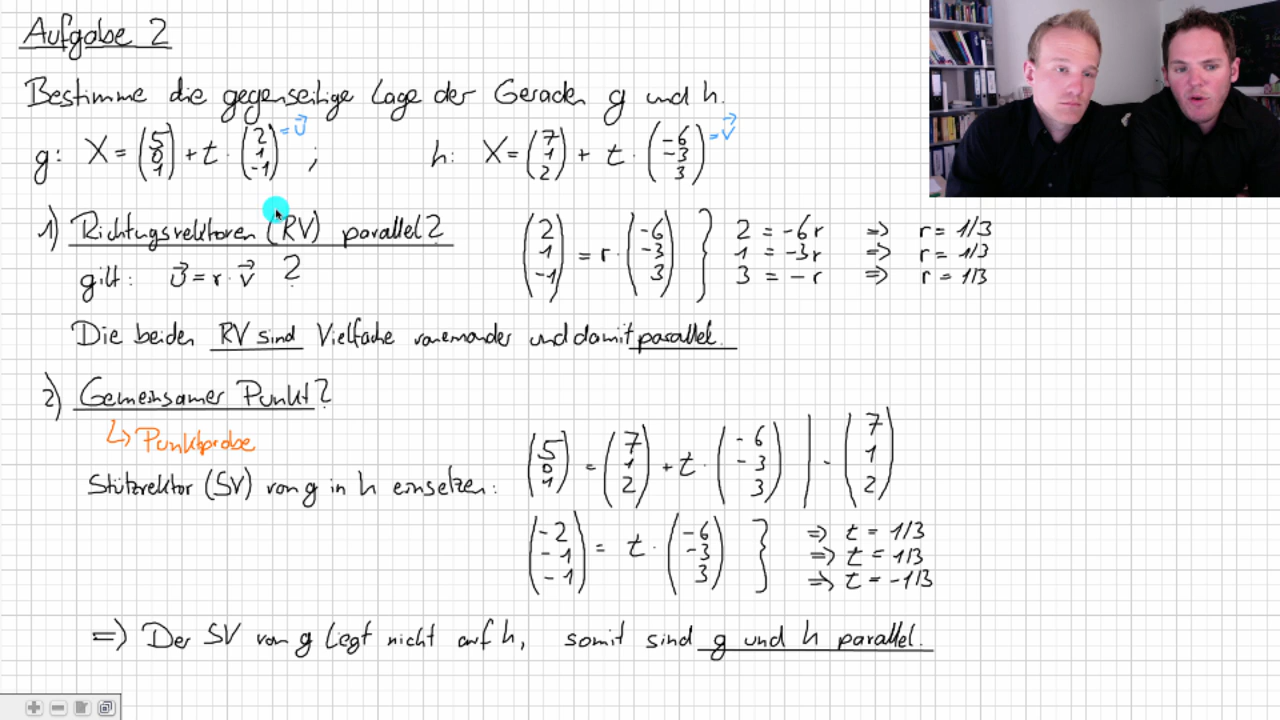 Aufgabe 2
Bestimme die gegenseitige Lage der Geraden g und h.
g: X = (5 0 1) + t · (2 1 -1) = u⃗ ; h: X = (7 1 2) + t · (-6 -3 3) = v⃗
1) Richtungsvektoren (RV) parallel?
gilt: u⃗ = r · v⃗ ?
(2 1 -1) = r · (-6 -3 3) }
2 = -6r => r = 1/3
1 = -3r => r = 1/3
3 = -r => r = 1/3
Die beiden RV sind Vielfache voneinander und damit parallel.
2) Gemeinsamer Punkt?
↳ Punktprobe
Stützvektor (SV) von g in h einsetzen:
(5 0 1) = (7 1 2) + t · (-6 -3 3) | - (7 1 2)
(-2 -1 -1) = t · (-6 -3 3) }
=> t = 1/3
=> t = 1/3
=> t = -1/3
=> Der SV von g liegt nicht auf h, somit sind g und h parallel.